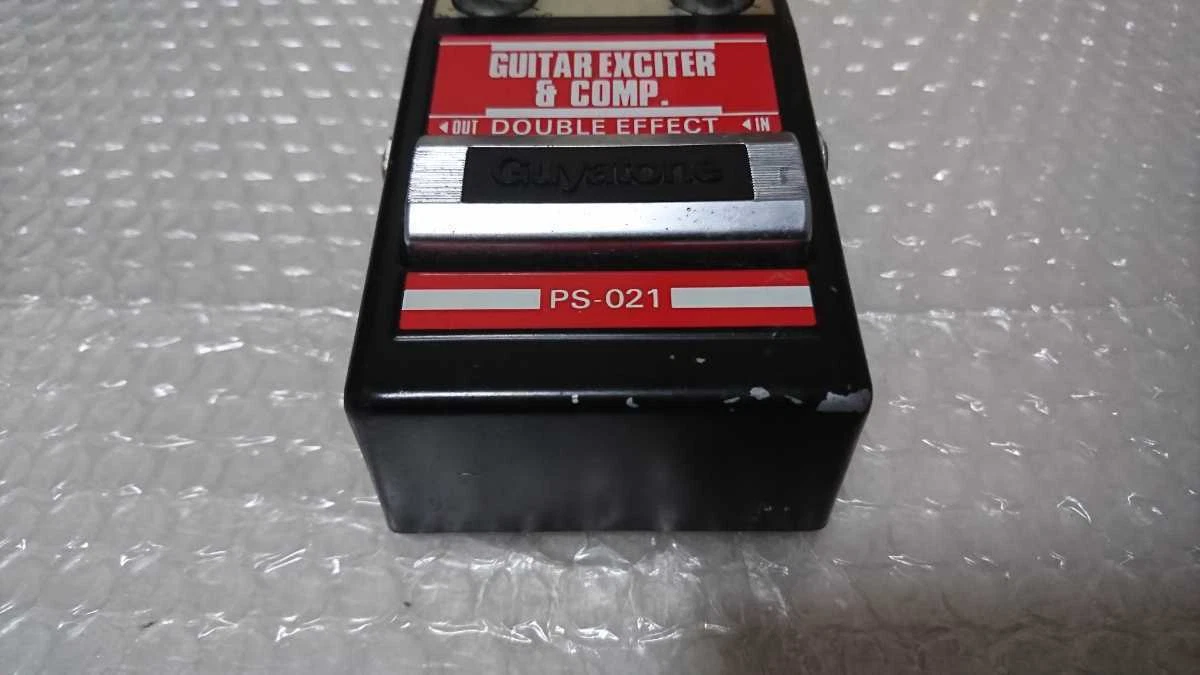 GUITAR EXCITER
& COMP.
◄OUT DOUBLE EFFECT ◄IN
Guyatone
PS-021